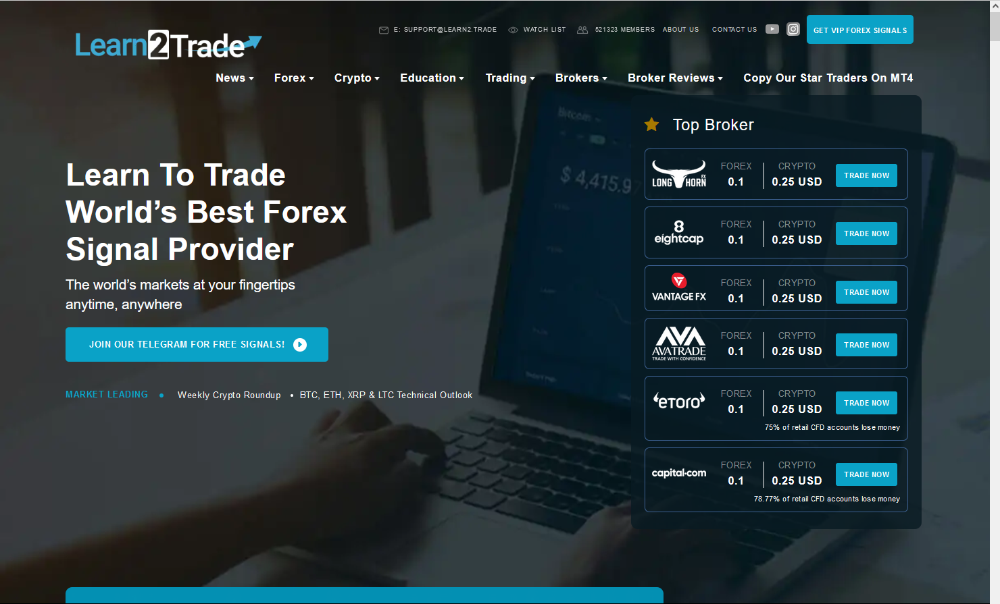 Learn2Trade
E: SUPPORT@LEARN2.TRADE
WATCH LIST
521323 MEMBERS
ABOUT US
CONTACT US
GET VIP FOREX SIGNALS
News
Forex
Crypto
Education
Trading
Brokers
Broker Reviews
Copy Our Star Traders On MT4
Learn To Trade
World’s Best Forex
Signal Provider
The world’s markets at your fingertips
anytime, anywhere
JOIN OUR TELEGRAM FOR FREE SIGNALS!
MARKET LEADING • Weekly Crypto Roundup • BTC, ETH, XRP & LTC Technical Outlook
Bitcoin
$ 4,415.97
Top Broker
LONG HORN FX
FOREX CRYPTO
0.1 0.25 USD
TRADE NOW
8
eightcap
FOREX CRYPTO
0.1 0.25 USD
TRADE NOW
VANTAGE FX
FOREX CRYPTO
0.1 0.25 USD
TRADE NOW
AVA
AVATRADE
TRADE WITH CONFIDENCE
FOREX CRYPTO
0.1 0.25 USD
TRADE NOW
eToro
FOREX CRYPTO
0.1 0.25 USD
TRADE NOW
75% of retail CFD accounts lose money
capital·com
FOREX CRYPTO
0.1 0.25 USD
TRADE NOW
78.77% of retail CFD accounts lose money